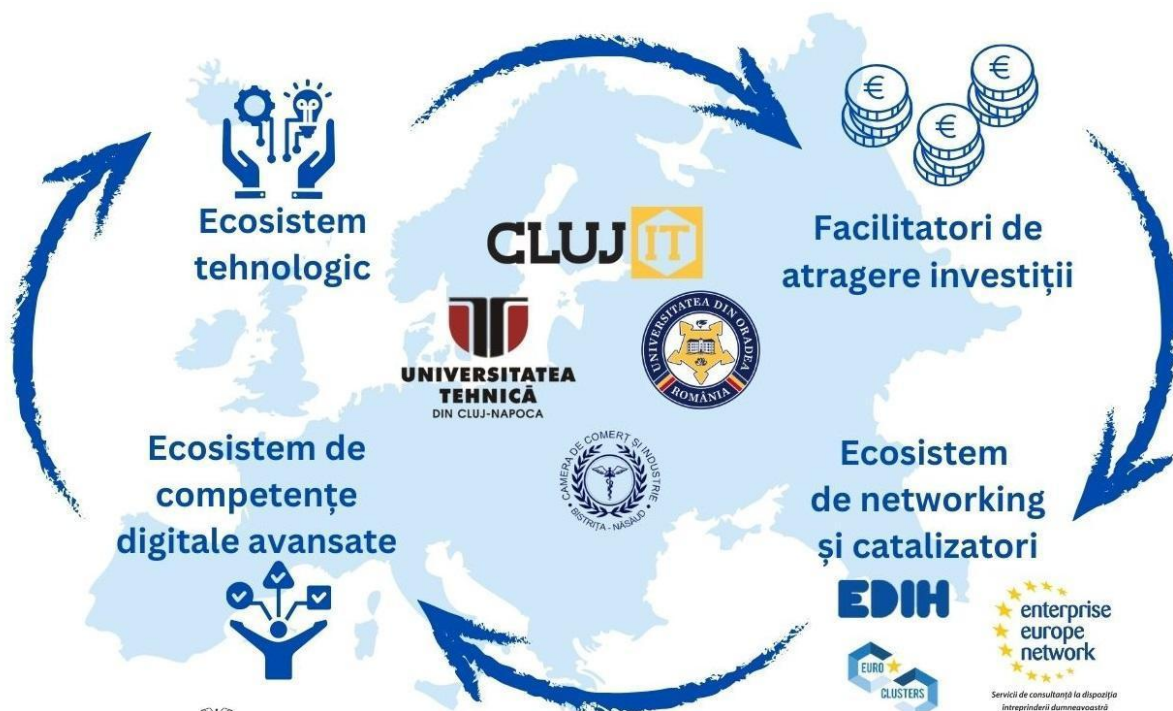 Ecosistem
tehnologic
€
€
€
Facilitatori de
atragere investiții
CLUJ IT
UNIVERSITATEA
TEHNICĂ
DIN CLUJ-NAPOCA
UNIVERSITATEA DIN ORADEA
ROMÂNIA
CAMERA DE COMERT ȘI INDUSTRIE
BISTRIȚA - NĂSĂUD
Ecosistem de
competențe
digitale avansate
Ecosistem
de networking
și catalizatori
EDIH
enterprise
europe
network
EURO
CLUSTERS
Servicii de consultanță la dispoziția
întreprinderii dumneavoastră